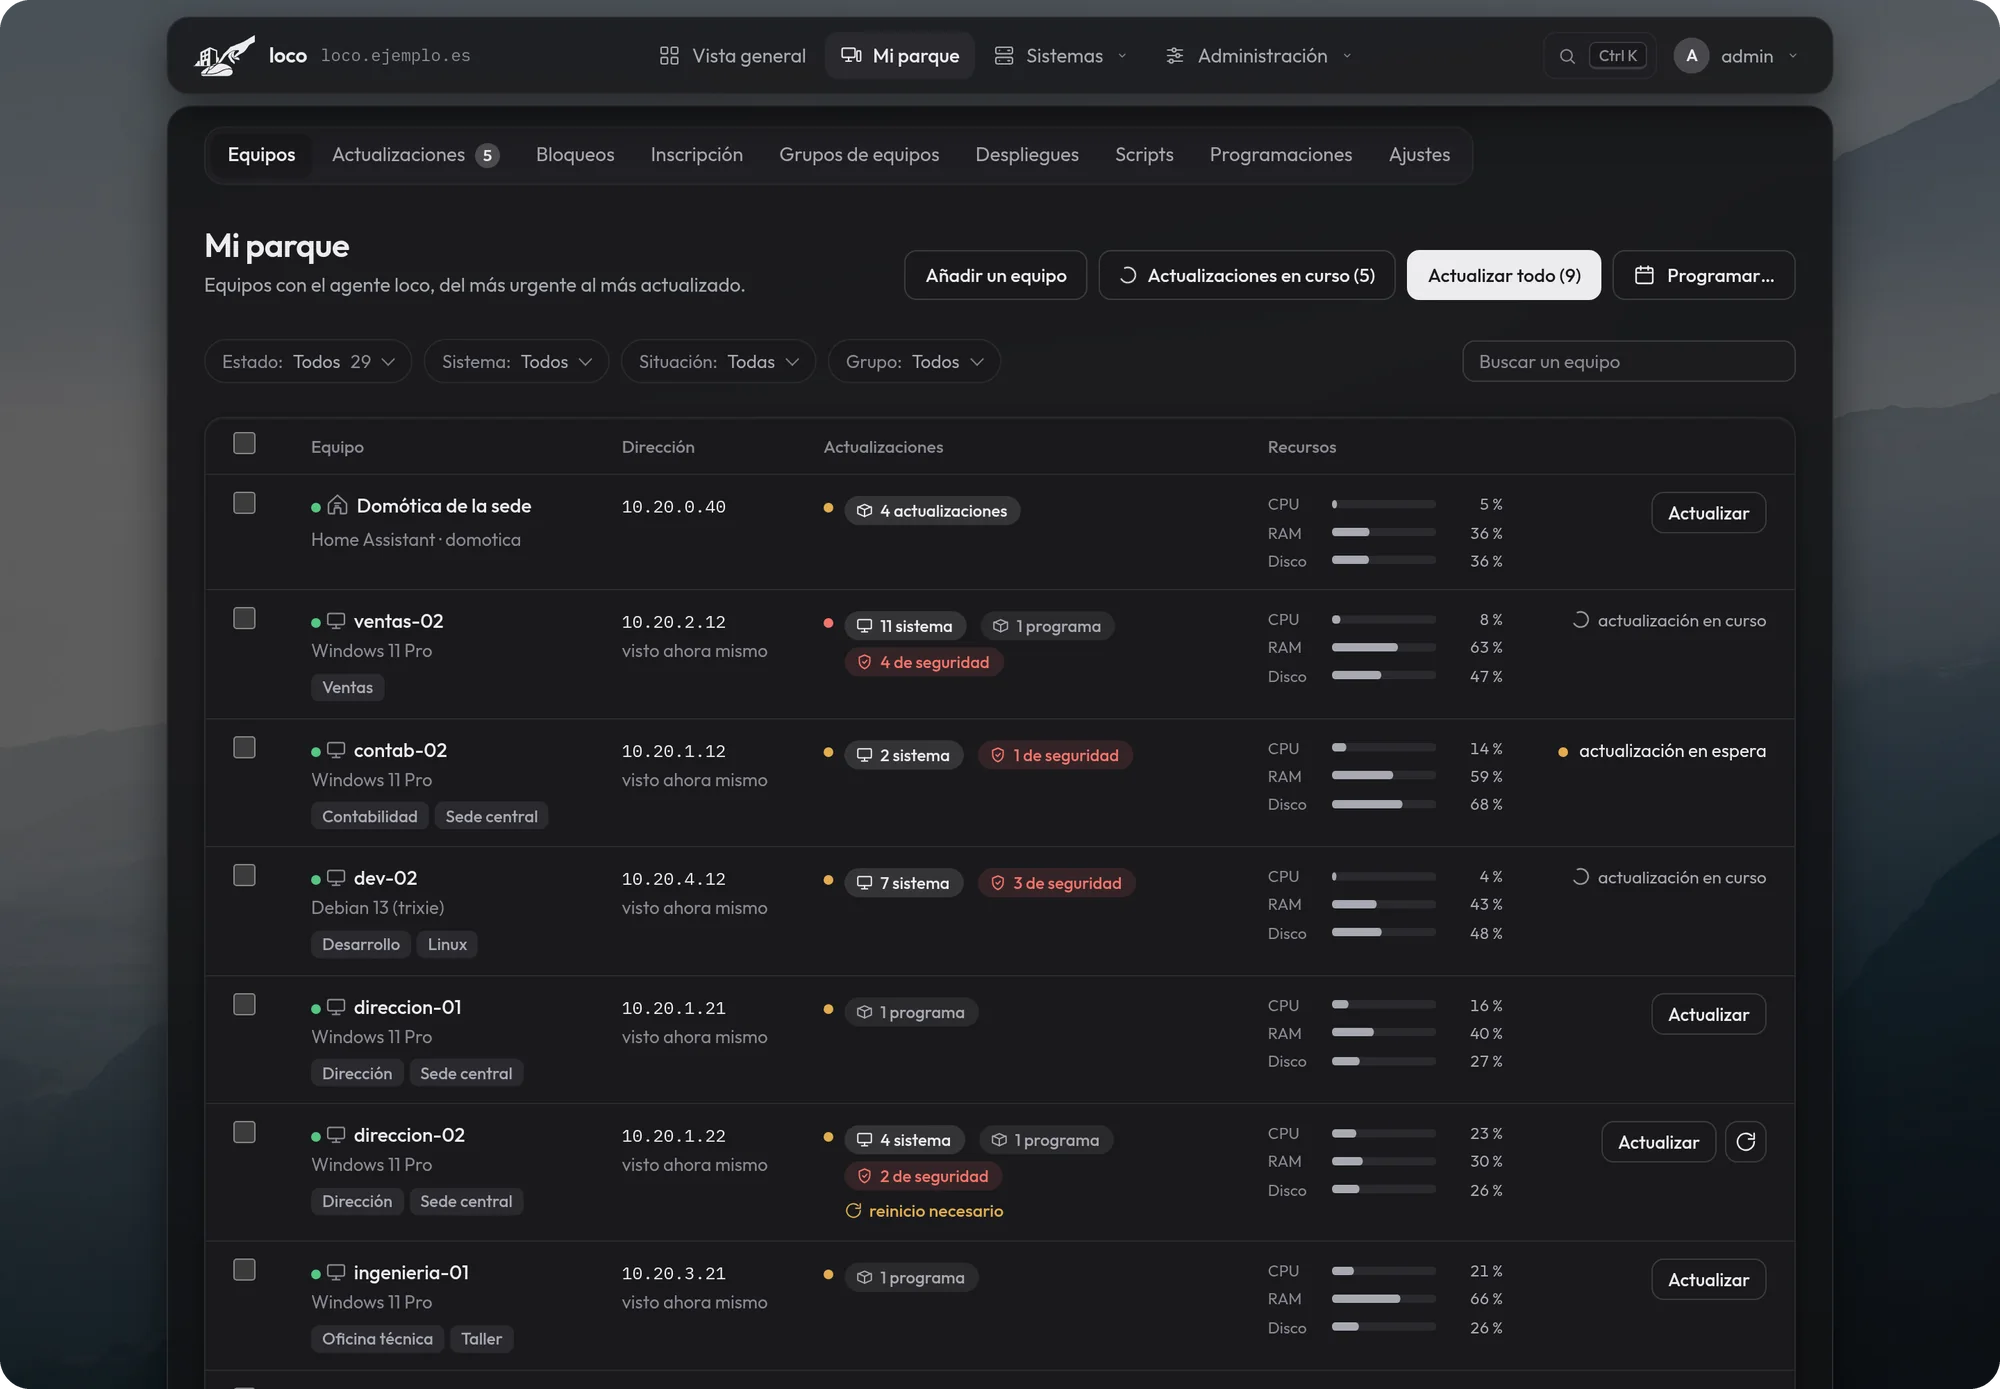 loco loco.ejemplo.es Vista general Mi parque Sistemas Administración Ctrl K A admin
Equipos Actualizaciones 5 Bloqueos Inscripción Grupos de equipos Despliegues Scripts Programaciones Ajustes
Mi parque
Equipos con el agente loco, del más urgente al más actualizado.
Añadir un equipo Actualizaciones en curso (5) Actualizar todo (9) Programar...
Estado: Todos 29 Sistema: Todos Situación: Todas Grupo: Todos Buscar un equipo
Equipo Dirección Actualizaciones Recursos
Domótica de la sede 10.20.0.40 4 actualizaciones CPU 5 % Actualizar
Home Assistant · domotica RAM 36 %
Disco 36 %
ventas-02 10.20.2.12 11 sistema 1 programa CPU 8 % actualización en curso
Windows 11 Pro visto ahora mismo 4 de seguridad RAM 63 %
Ventas Disco 47 %
contab-02 10.20.1.12 2 sistema 1 de seguridad CPU 14 % actualización en espera
Windows 11 Pro visto ahora mismo RAM 59 %
Contabilidad Sede central Disco 68 %
dev-02 10.20.4.12 7 sistema 3 de seguridad CPU 4 % actualización en curso
Debian 13 (trixie) visto ahora mismo RAM 43 %
Desarrollo Linux Disco 48 %
direccion-01 10.20.1.21 1 programa CPU 16 % Actualizar
Windows 11 Pro visto ahora mismo RAM 40 %
Dirección Sede central Disco 27 %
direccion-02 10.20.1.22 4 sistema 1 programa CPU 23 % Actualizar
Windows 11 Pro visto ahora mismo 2 de seguridad RAM 30 %
Dirección Sede central reinicio necesario Disco 26 %
ingenieria-01 10.20.3.21 1 programa CPU 21 % Actualizar
Windows 11 Pro visto ahora mismo RAM 66 %
Oficina técnica Taller Disco 26 %